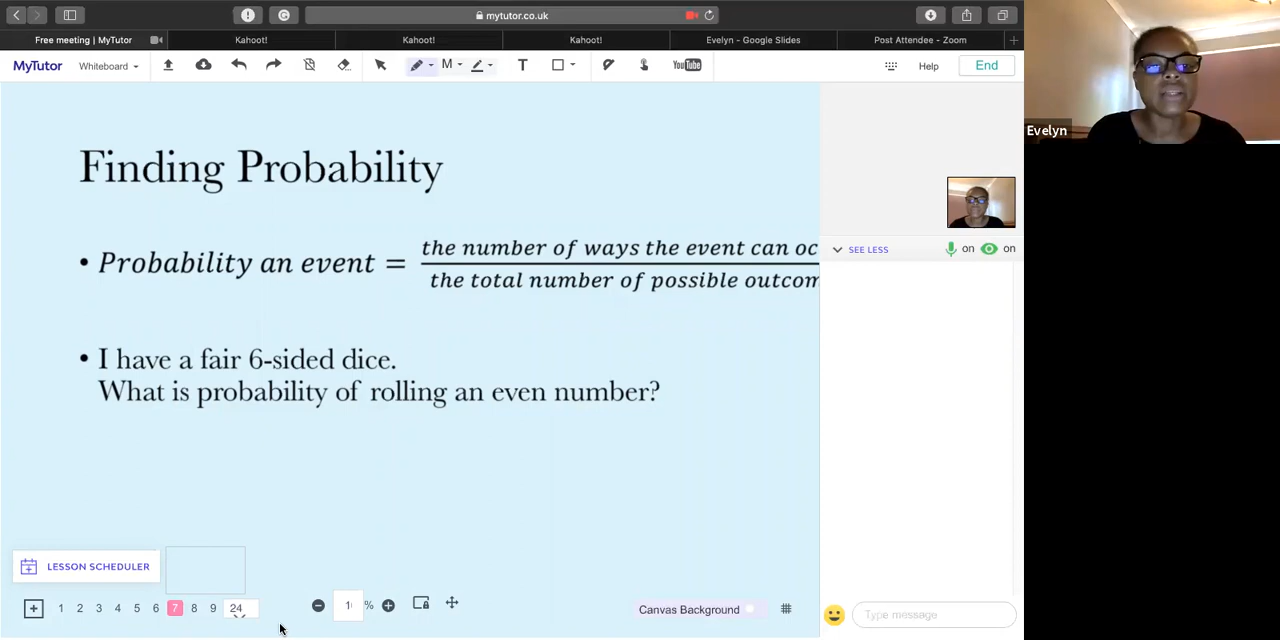 mytutor.co.uk
Free meeting | MyTutor
Kahoot!
Kahoot!
Kahoot!
Evelyn - Google Slides
Post Attendee - Zoom
MyTutor
Whiteboard
M
T
YouTube
Help
End
Evelyn
Finding Probability
• Probability an event = the number of ways the event can oc
the total number of possible outcom
• I have a fair 6-sided dice.
What is probability of rolling an even number?
SEE LESS
on
on
LESSON SCHEDULER
1 2 3 4 5 6 7 8 9 24
%
Canvas Background
Type message